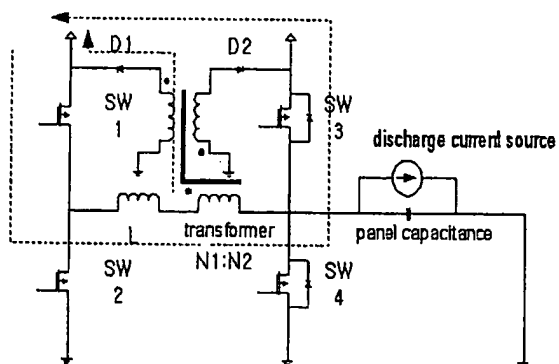 D1
D2
SW
1
SW
3
discharge current source
L
transformer
N1:N2
panel capacitance
SW
2
SW
4